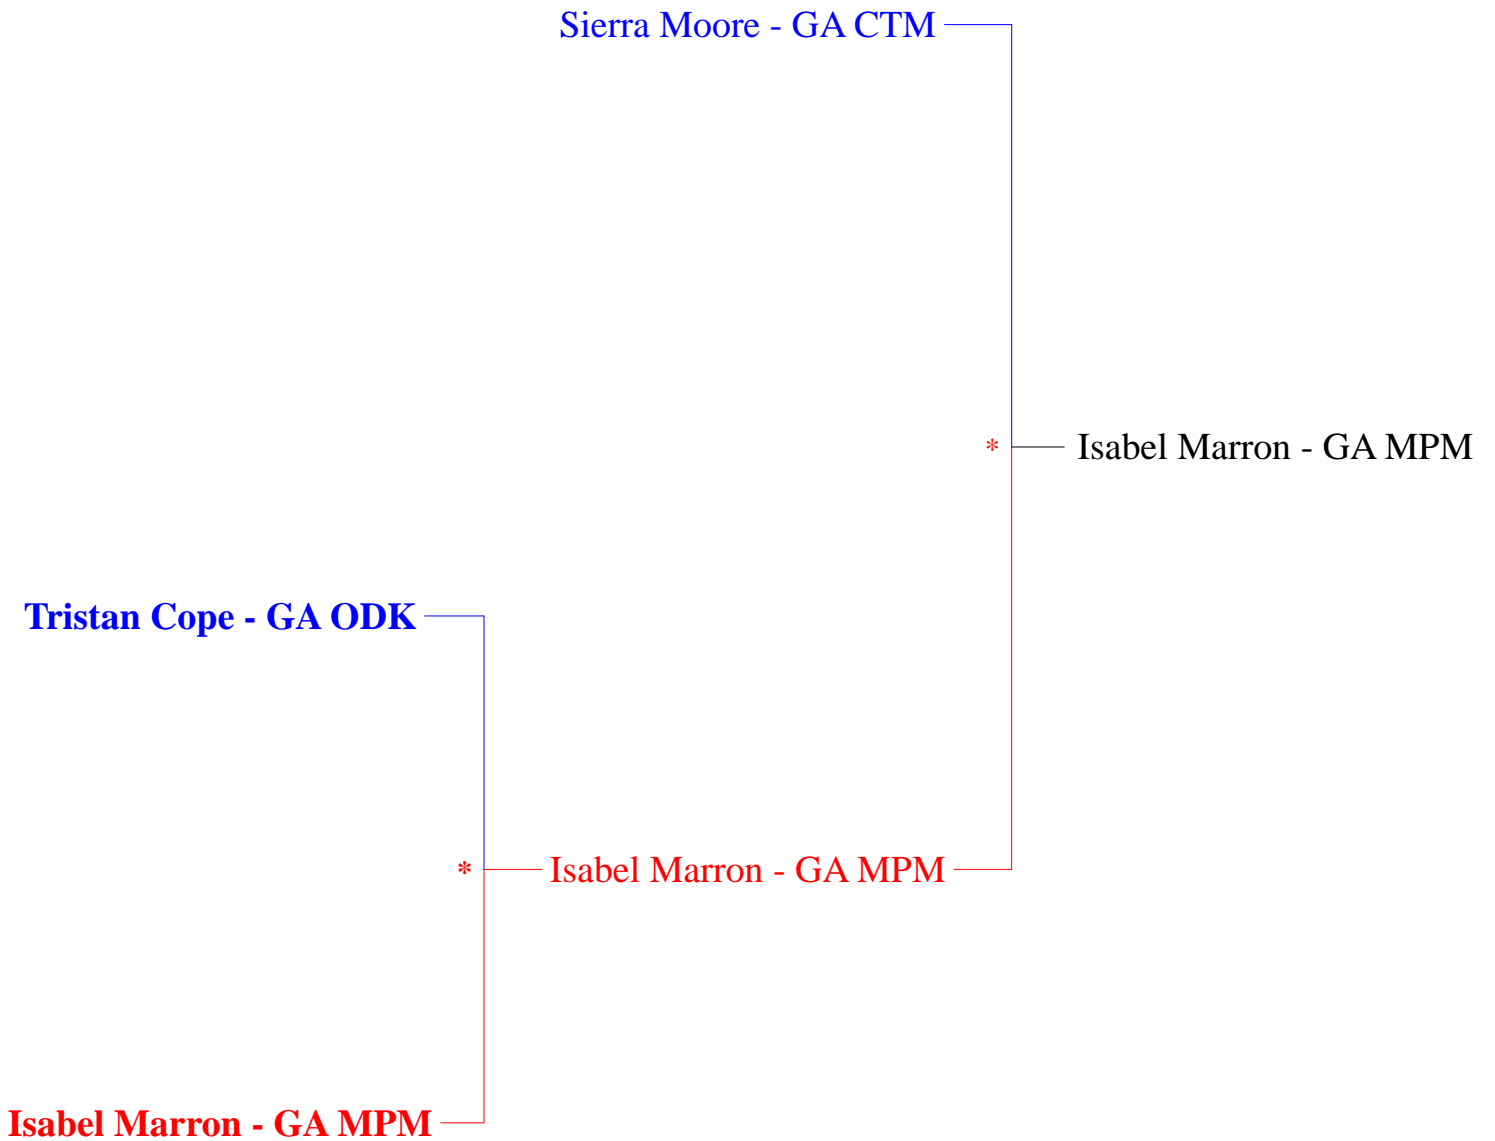 Sierra Moore - GA CTM
* Isabel Marron - GA MPM
Tristan Cope - GA ODK
* Isabel Marron - GA MPM
Isabel Marron - GA MPM